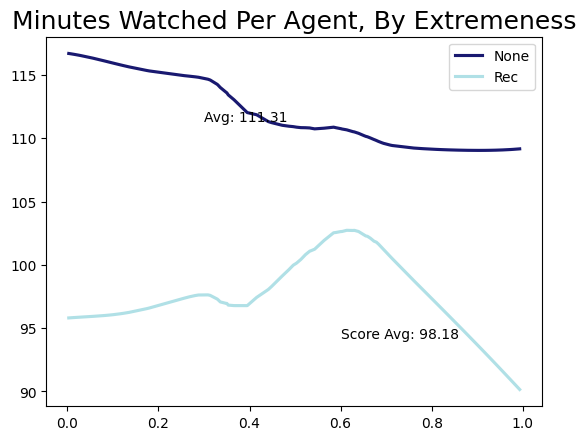 Minutes Watched Per Agent, By Extremeness
None
Rec
115
110
105
100
95
90
Avg: 111.31
Score Avg: 98.18
0.0 0.2 0.4 0.6 0.8 1.0